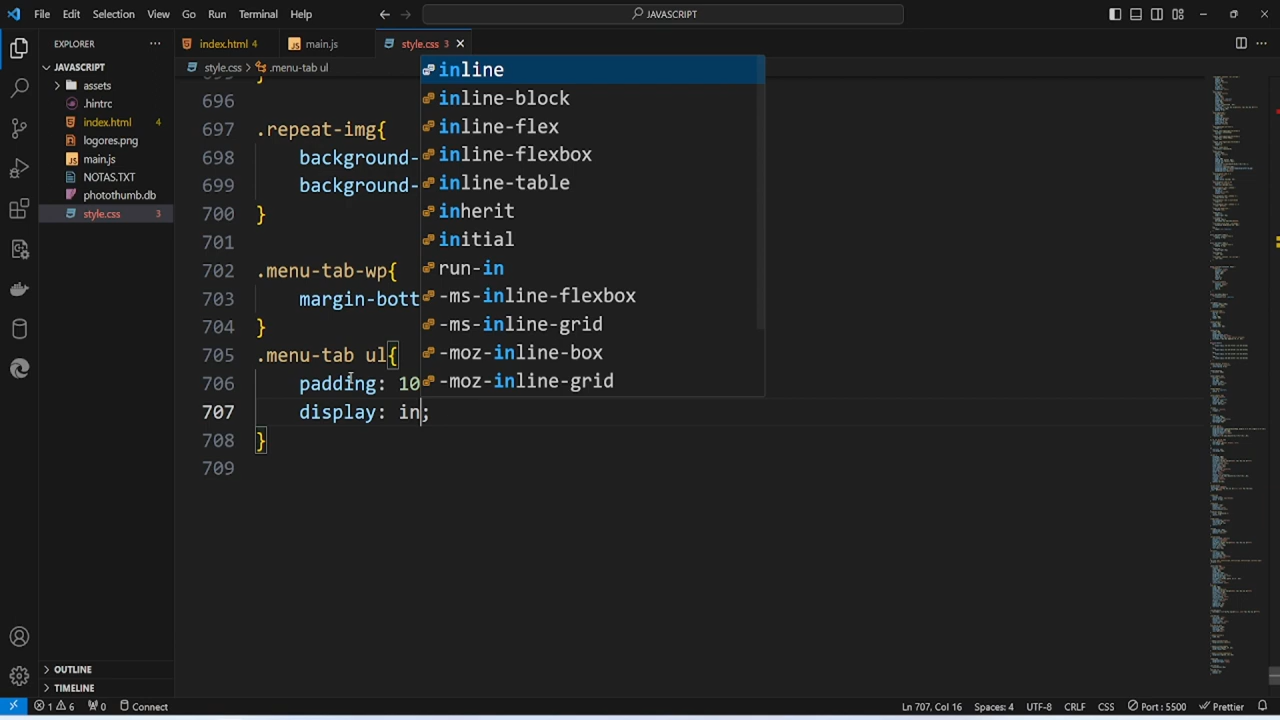 File Edit Selection View Go Run Terminal Help
JAVASCRIPT
EXPLORER
index.html 4
main.js
style.css 3
JAVASCRIPT
assets
.hintrc
index.html 4
logores.png
main.js
NOTAS.TXT
photothumb.db
style.css 3
OUTLINE
TIMELINE
style.css > .menu-tab ul
695 }
696
697 .repeat-img{
698 background-
699 background-
700 }
701
702 .menu-tab-wp{
703 margin-bott
704 }
705 .menu-tab ul{
706 padding: 10
707 display: in;
708 }
709
inline
inline-block
inline-flex
inline-flexbox
inline-table
inherit
initial
run-in
-ms-inline-flexbox
-ms-inline-grid
-moz-inline-box
-moz-inline-grid
1 6 0 Connect Ln 707, Col 16 Spaces: 4 UTF-8 CRLF CSS Port : 5500 Prettier